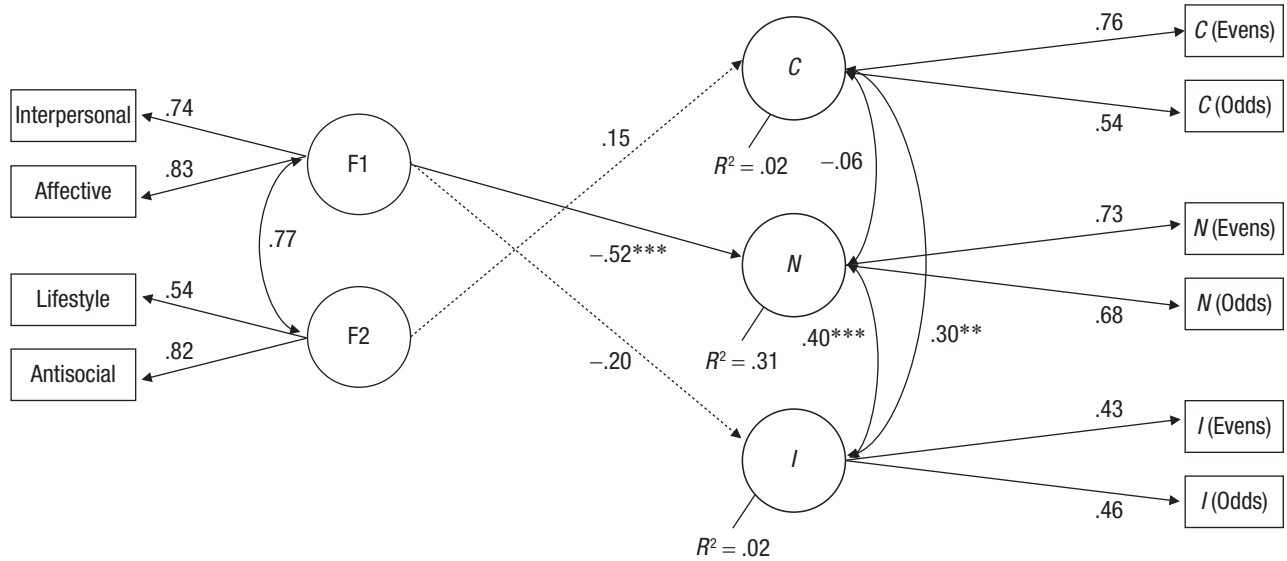 Interpersonal
Affective
Lifestyle
Antisocial
.74
.83
.77
.54
.82
F1
F2
.15
−.52***
−.20
C
R² = .02
−.06
N
R² = .31
.40***
.30**
I
R² = .02
.76
.54
.73
.68
.43
.46
C (Evens)
C (Odds)
N (Evens)
N (Odds)
I (Evens)
I (Odds)